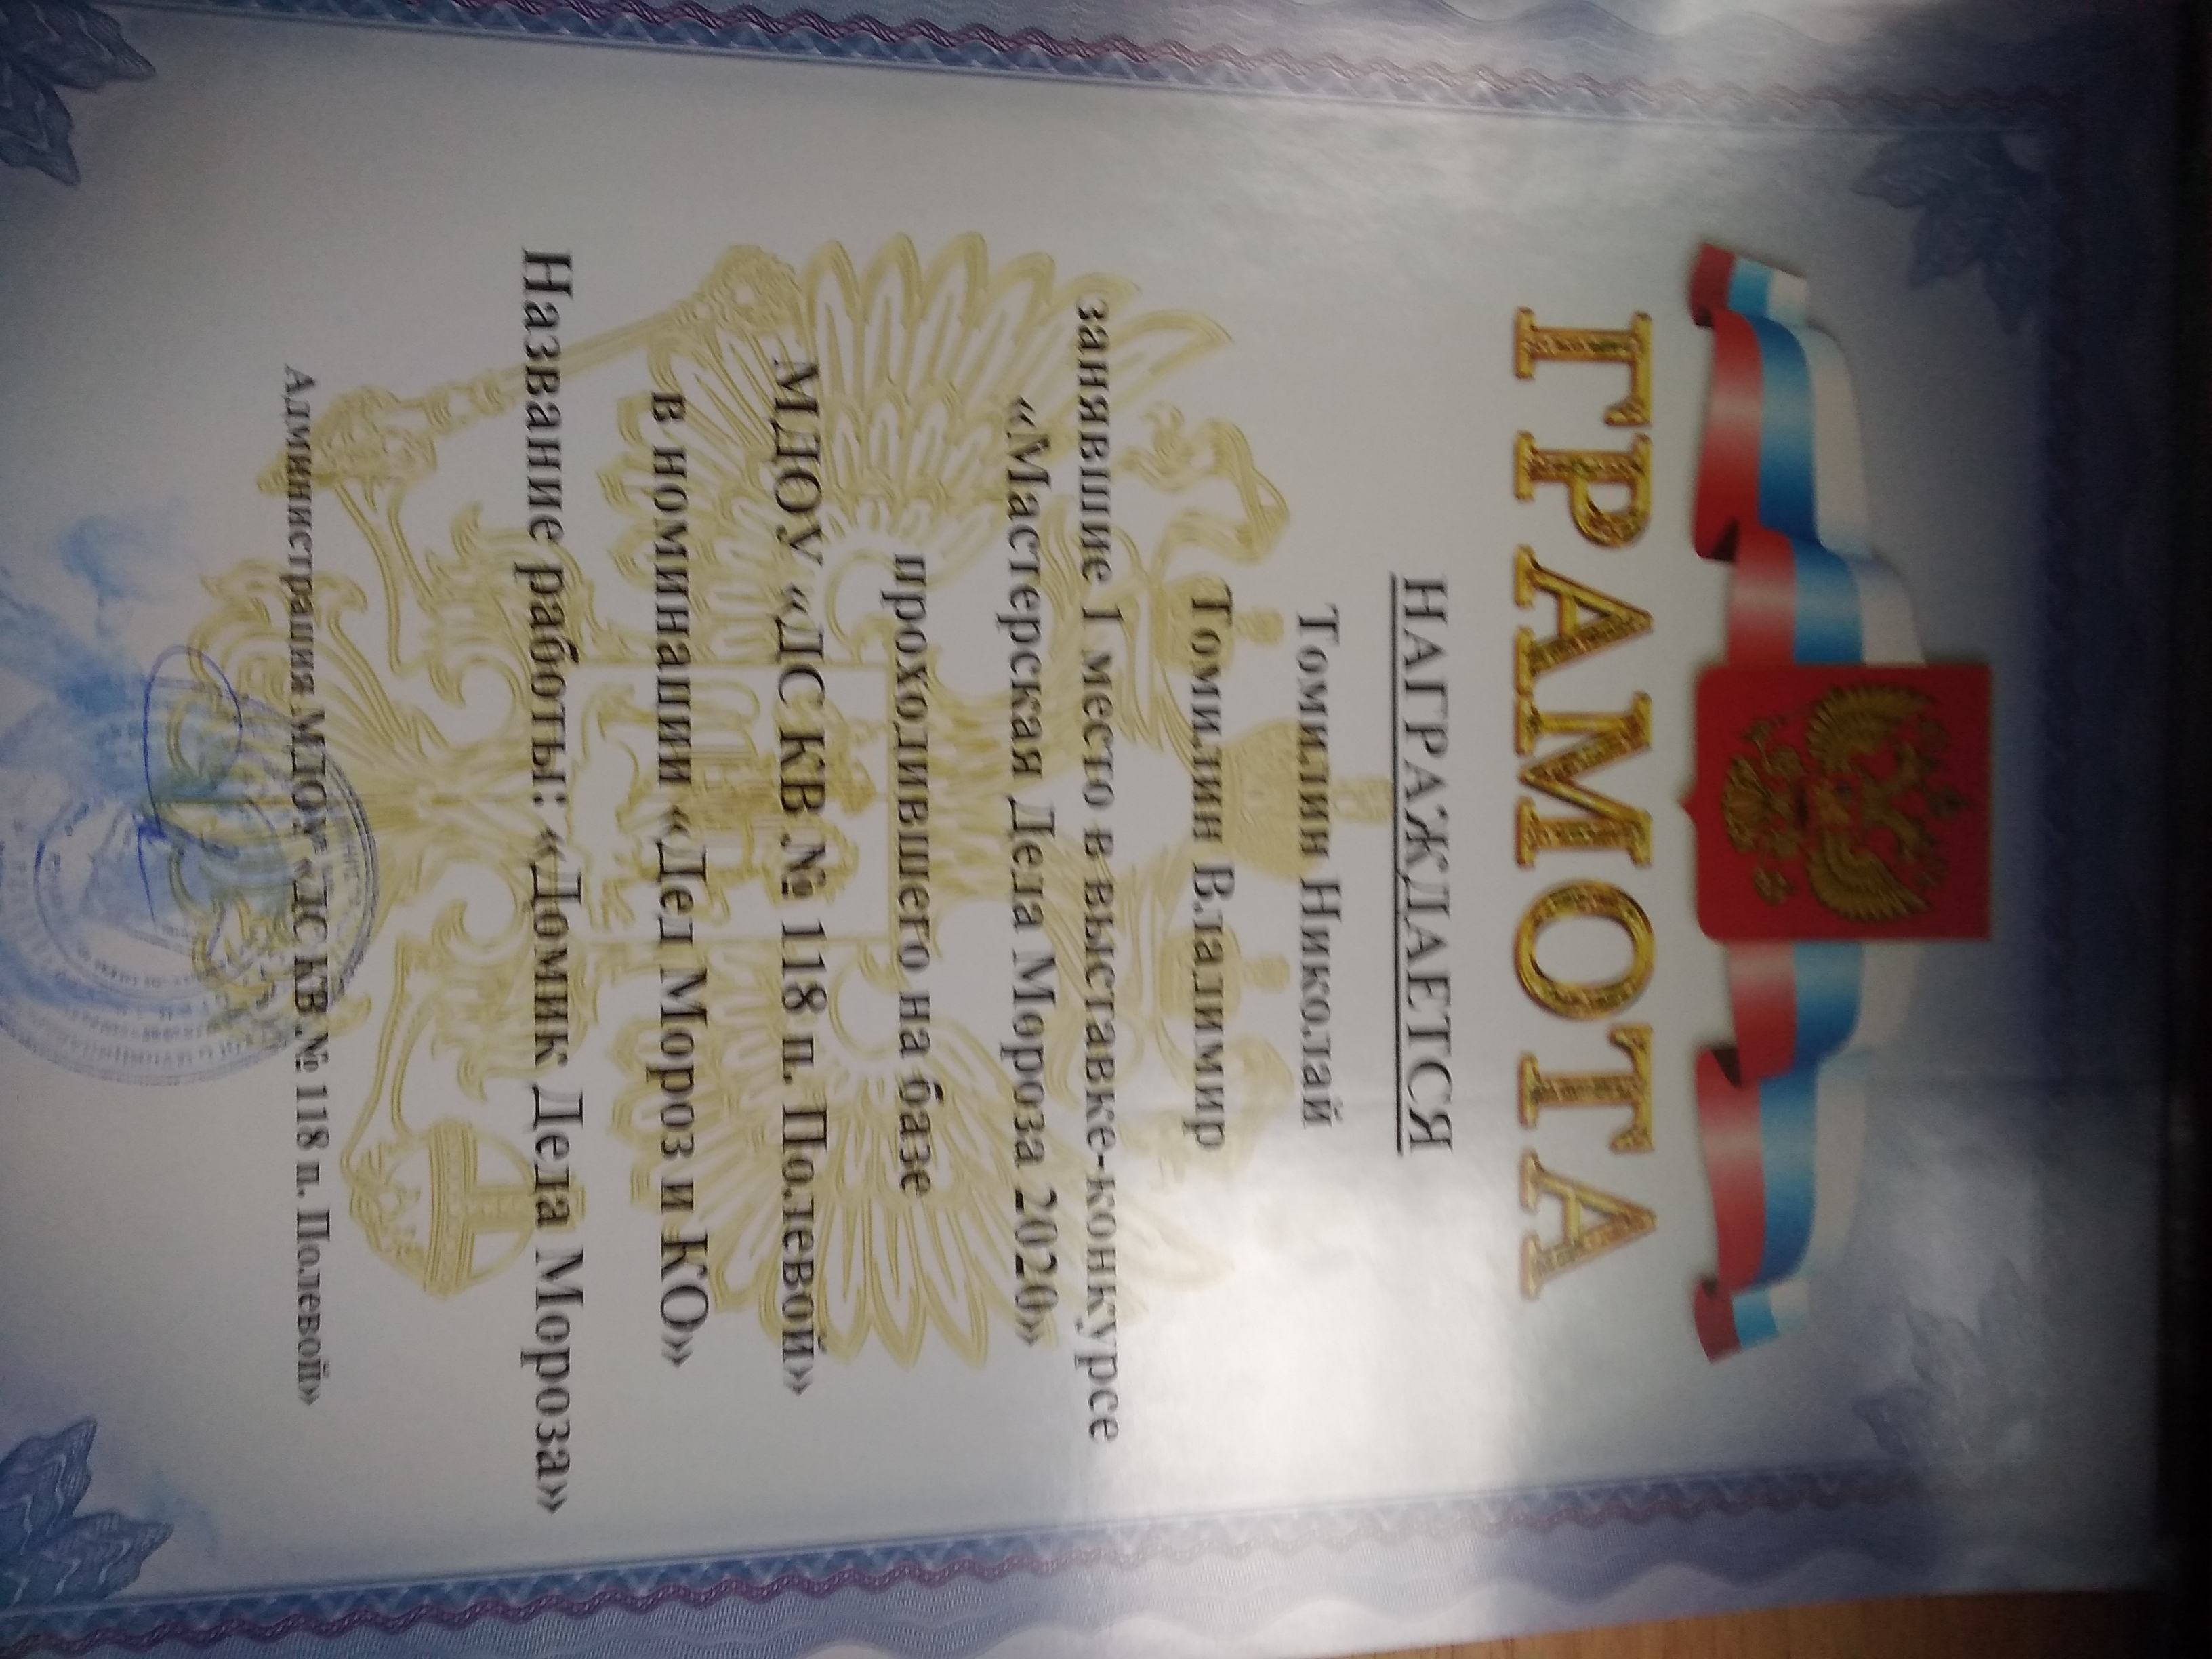 ГРАМОТА
НАГРАЖДАЕТСЯ
Томилин Николай
Томилин Владимир
занявшие 1 место в выставке-конкурсе
«Мастерская Деда Мороза 2020»
проходившего на базе
МДОУ «ДС КВ № 118 п. Полевой»
в номинации «Дед Мороз и КО»
Название работы: «Домик Деда Мороза»
Администрация МДОУ «ДС КВ № 118 п. Полевой»